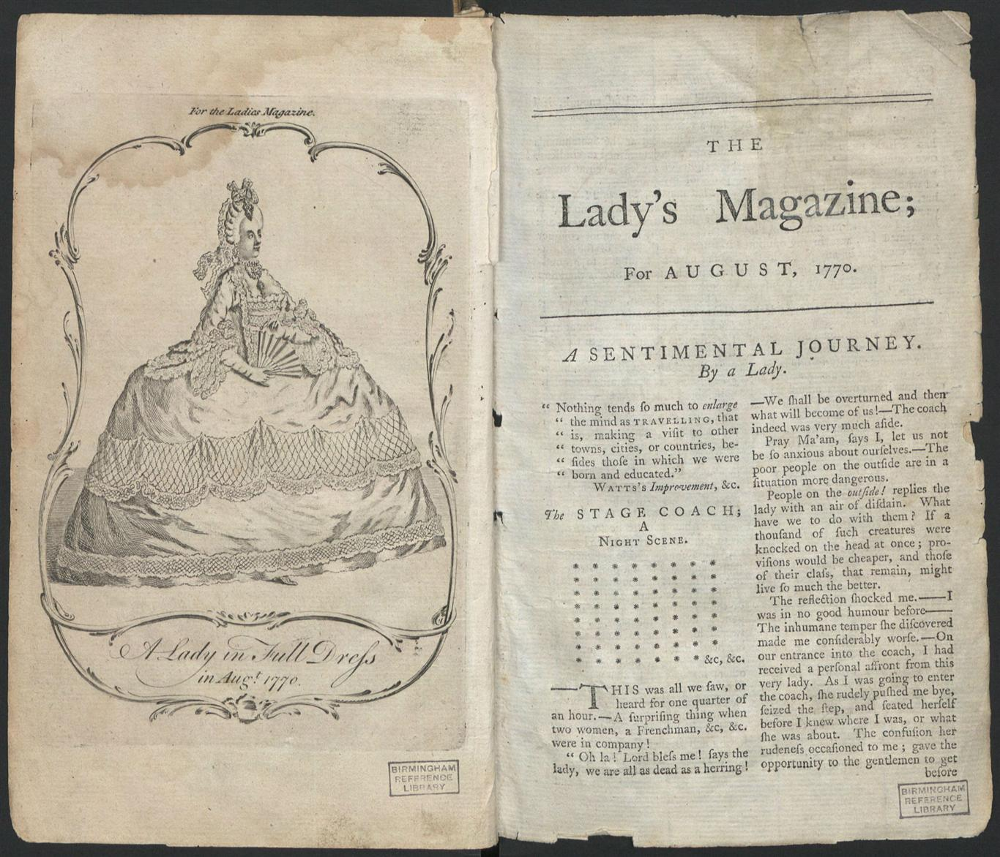 For the Ladies Magazine.
A Lady in Full Dreſs
in Augt. 1770.
BIRMINGHAM
REFERENCE
LIBRARY
THE
Lady's Magazine;
For AUGUST, 1770.
A SENTIMENTAL JOURNEY.
By a Lady.
“ Nothing tends ſo much to enlarge
“ the mind as TRAVELLING, that
“ is, making a viſit to other
“ towns, cities, or countries, be-
“ ſides thoſe in which we were
“ born and educated.”
WATTS's Improvement, &c.
The STAGE COACH;
A
NIGHT SCENE.
* * * * * * * *
* * * * * * * *
* * * * * * * *
* * * * * * * *
* * * * * * * *
* * * * * * * *
* * * * * * * *
* * * * * * * * &c, &c.
—THIS was all we ſaw, or
heard for one quarter of
an hour.—A ſurpriſing thing when
two women, a Frenchman, &c, &c.
were in company!
“ Oh la! Lord bleſs me! ſays the
lady, we are all as dead as a herring!
—We ſhall be overturned and then
what will become of us!—The coach
indeed was very much aſide.
Pray Ma'am, ſays I, let us not
be ſo anxious about ourſelves.—The
poor people on the outſide are in a
ſituation more dangerous.
People on the outſide! replies the
lady with an air of diſdain. What
have we to do with them? If a
thouſand of ſuch creatures were
knocked on the head at once; pro-
viſions would be cheaper, and thoſe
of their claſs, that remain, might
live ſo much the better.
The reflection ſhocked me.——I
was in no good humour before——
The inhumane temper ſhe diſcovered
made me conſiderably worſe.—On
our entrance into the coach, I had
received a perſonal affront from this
very lady. As I was going to enter
the coach, ſhe rudely puſhed me bye,
ſeized the ſtep, and ſeated herſelf
before I knew where I was, or what
ſhe was about. The confuſion her
rudeneſs occaſioned to me; gave the
opportunity to the gentlemen to get
before
BIRMINGHAM
REFERENCE
LIBRARY